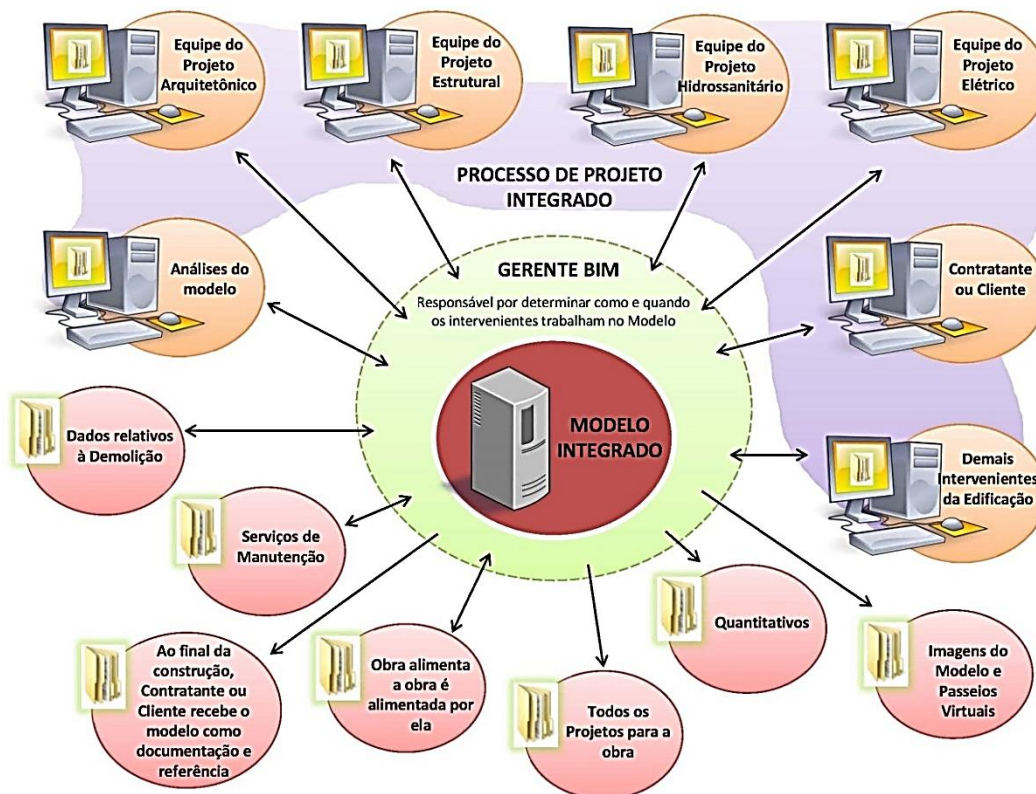 Equipe do
Projeto
Arquitetônico
Equipe do
Projeto
Estrutural
Equipe do
Projeto
Hidrossanitário
Equipe do
Projeto
Elétrico
PROCESSO DE PROJETO
INTEGRADO
Análises do
modelo
GERENTE BIM
Responsável por determinar como e quando
os intervenientes trabalham no Modelo
Contratante
ou Cliente
MODELO
INTEGRADO
Dados relativos
à Demolição
Demais
Intervenientes
da Edificação
Serviços de
Manutenção
Quantitativos
Ao final da
construção,
Contratante ou
Cliente recebe o
modelo como
documentação e
referência
Obra alimenta
a obra é
alimentada por
ela
Todos os
Projetos para a
obra
Imagens do
Modelo e
Passeios
Virtuais